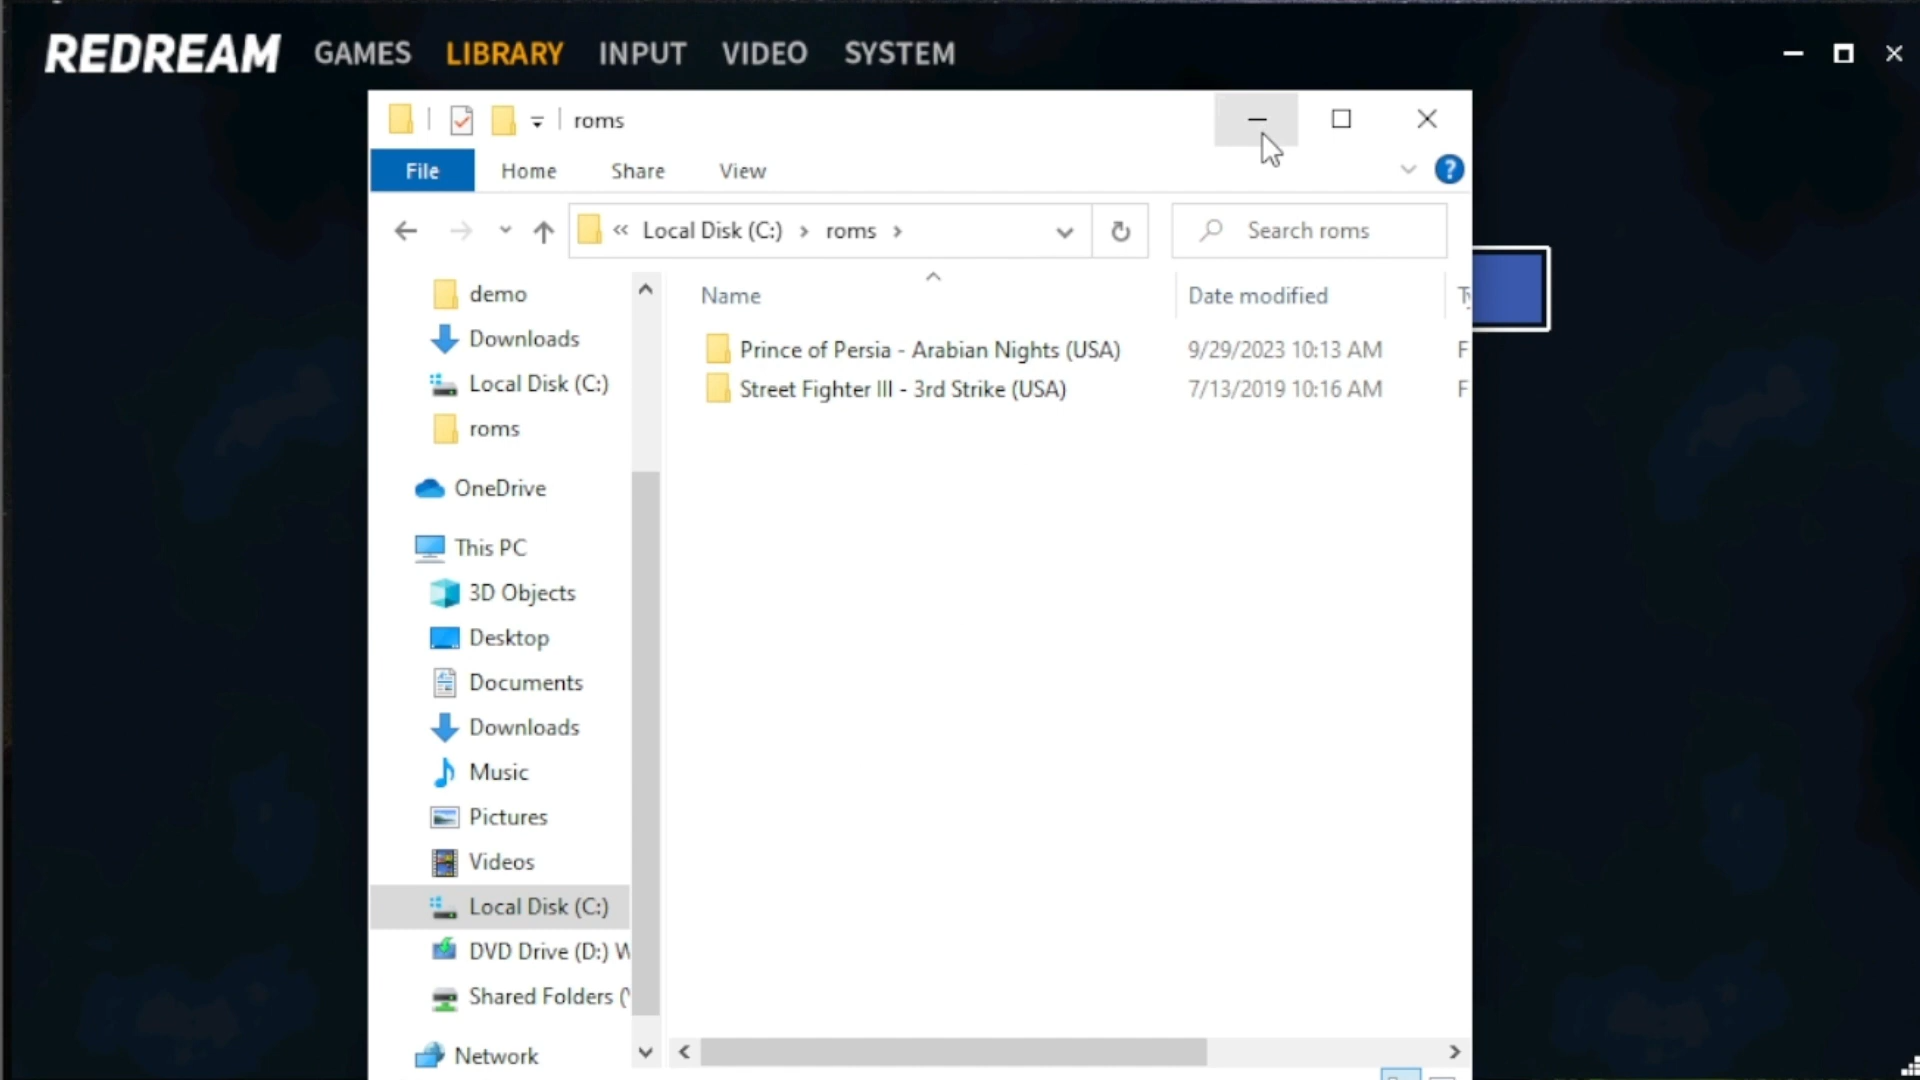 REDREAM GAMES LIBRARY INPUT VIDEO SYSTEM
roms
File Home Share View
« Local Disk (C:) › roms › Search roms
demo
Downloads
Local Disk (C:)
roms
OneDrive
This PC
3D Objects
Desktop
Documents
Downloads
Music
Pictures
Videos
Local Disk (C:)
DVD Drive (D:) W
Shared Folders (
Network
Name Date modified
Prince of Persia - Arabian Nights (USA) 9/29/2023 10:13 AM F
Street Fighter III - 3rd Strike (USA) 7/13/2019 10:16 AM F